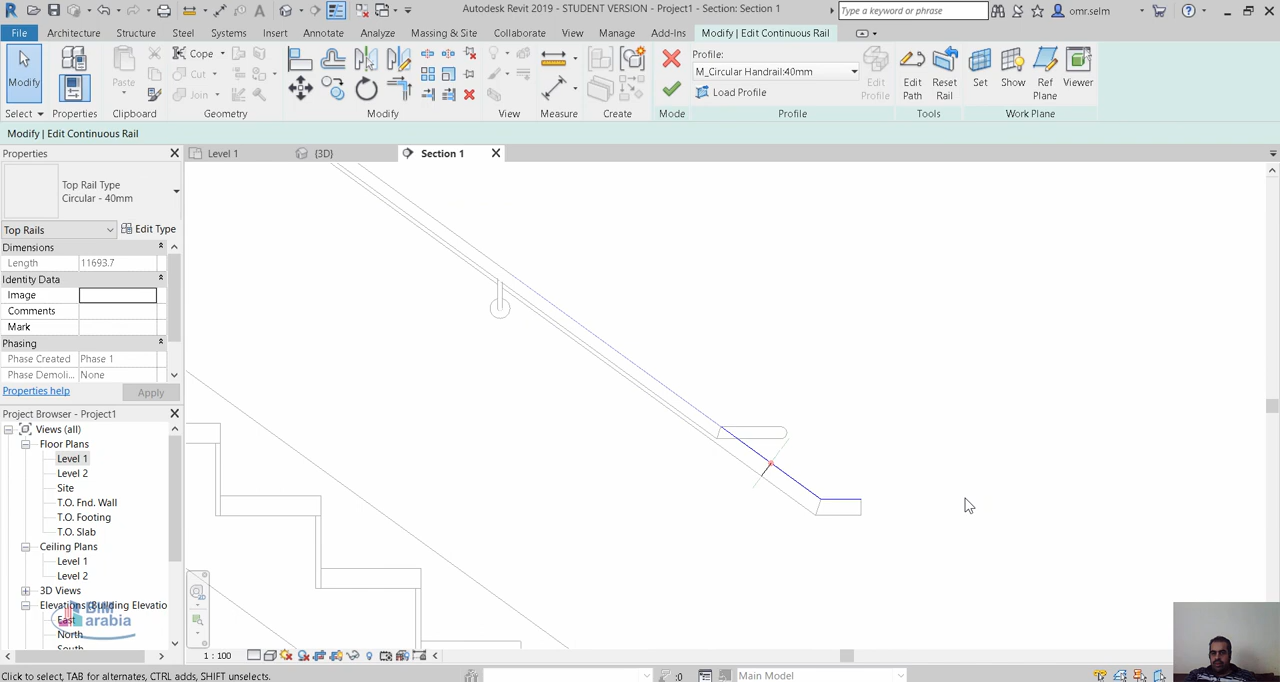 Autodesk Revit 2019 - STUDENT VERSION - Project1 - Section: Section 1
Type a keyword or phrase
omr.selm
File Architecture Structure Steel Systems Insert Annotate Analyze Massing & Site Collaborate View Manage Add-Ins Modify | Edit Continuous Rail
Modify
Paste
Cope
Cut
Join
Profile:
M_Circular Handrail:40mm
Load Profile
Edit Profile
Edit Path
Reset Rail
Set Show Ref Plane Viewer
Select Properties Clipboard Geometry Modify View Measure Create Mode Profile Tools Work Plane
Modify | Edit Continuous Rail
Properties
Level 1 (3D) Section 1
Top Rail Type
Circular - 40mm
Top Rails Edit Type
Dimensions
Length 11693.7
Identity Data
Image
Comments
Mark
Phasing
Phase Created Phase 1
Phase Demoli... None
Properties help Apply
Project Browser - Project1
Views (all)
Floor Plans
Level 1
Level 2
Site
T.O. Fnd. Wall
T.O. Footing
T.O. Slab
Ceiling Plans
Level 1
Level 2
3D Views
Elevations (Building Elevatio
East
North
South
BIM
arabia
1 : 100
Click to select, TAB for alternates, CTRL adds, SHIFT unselects.
:0
Main Model